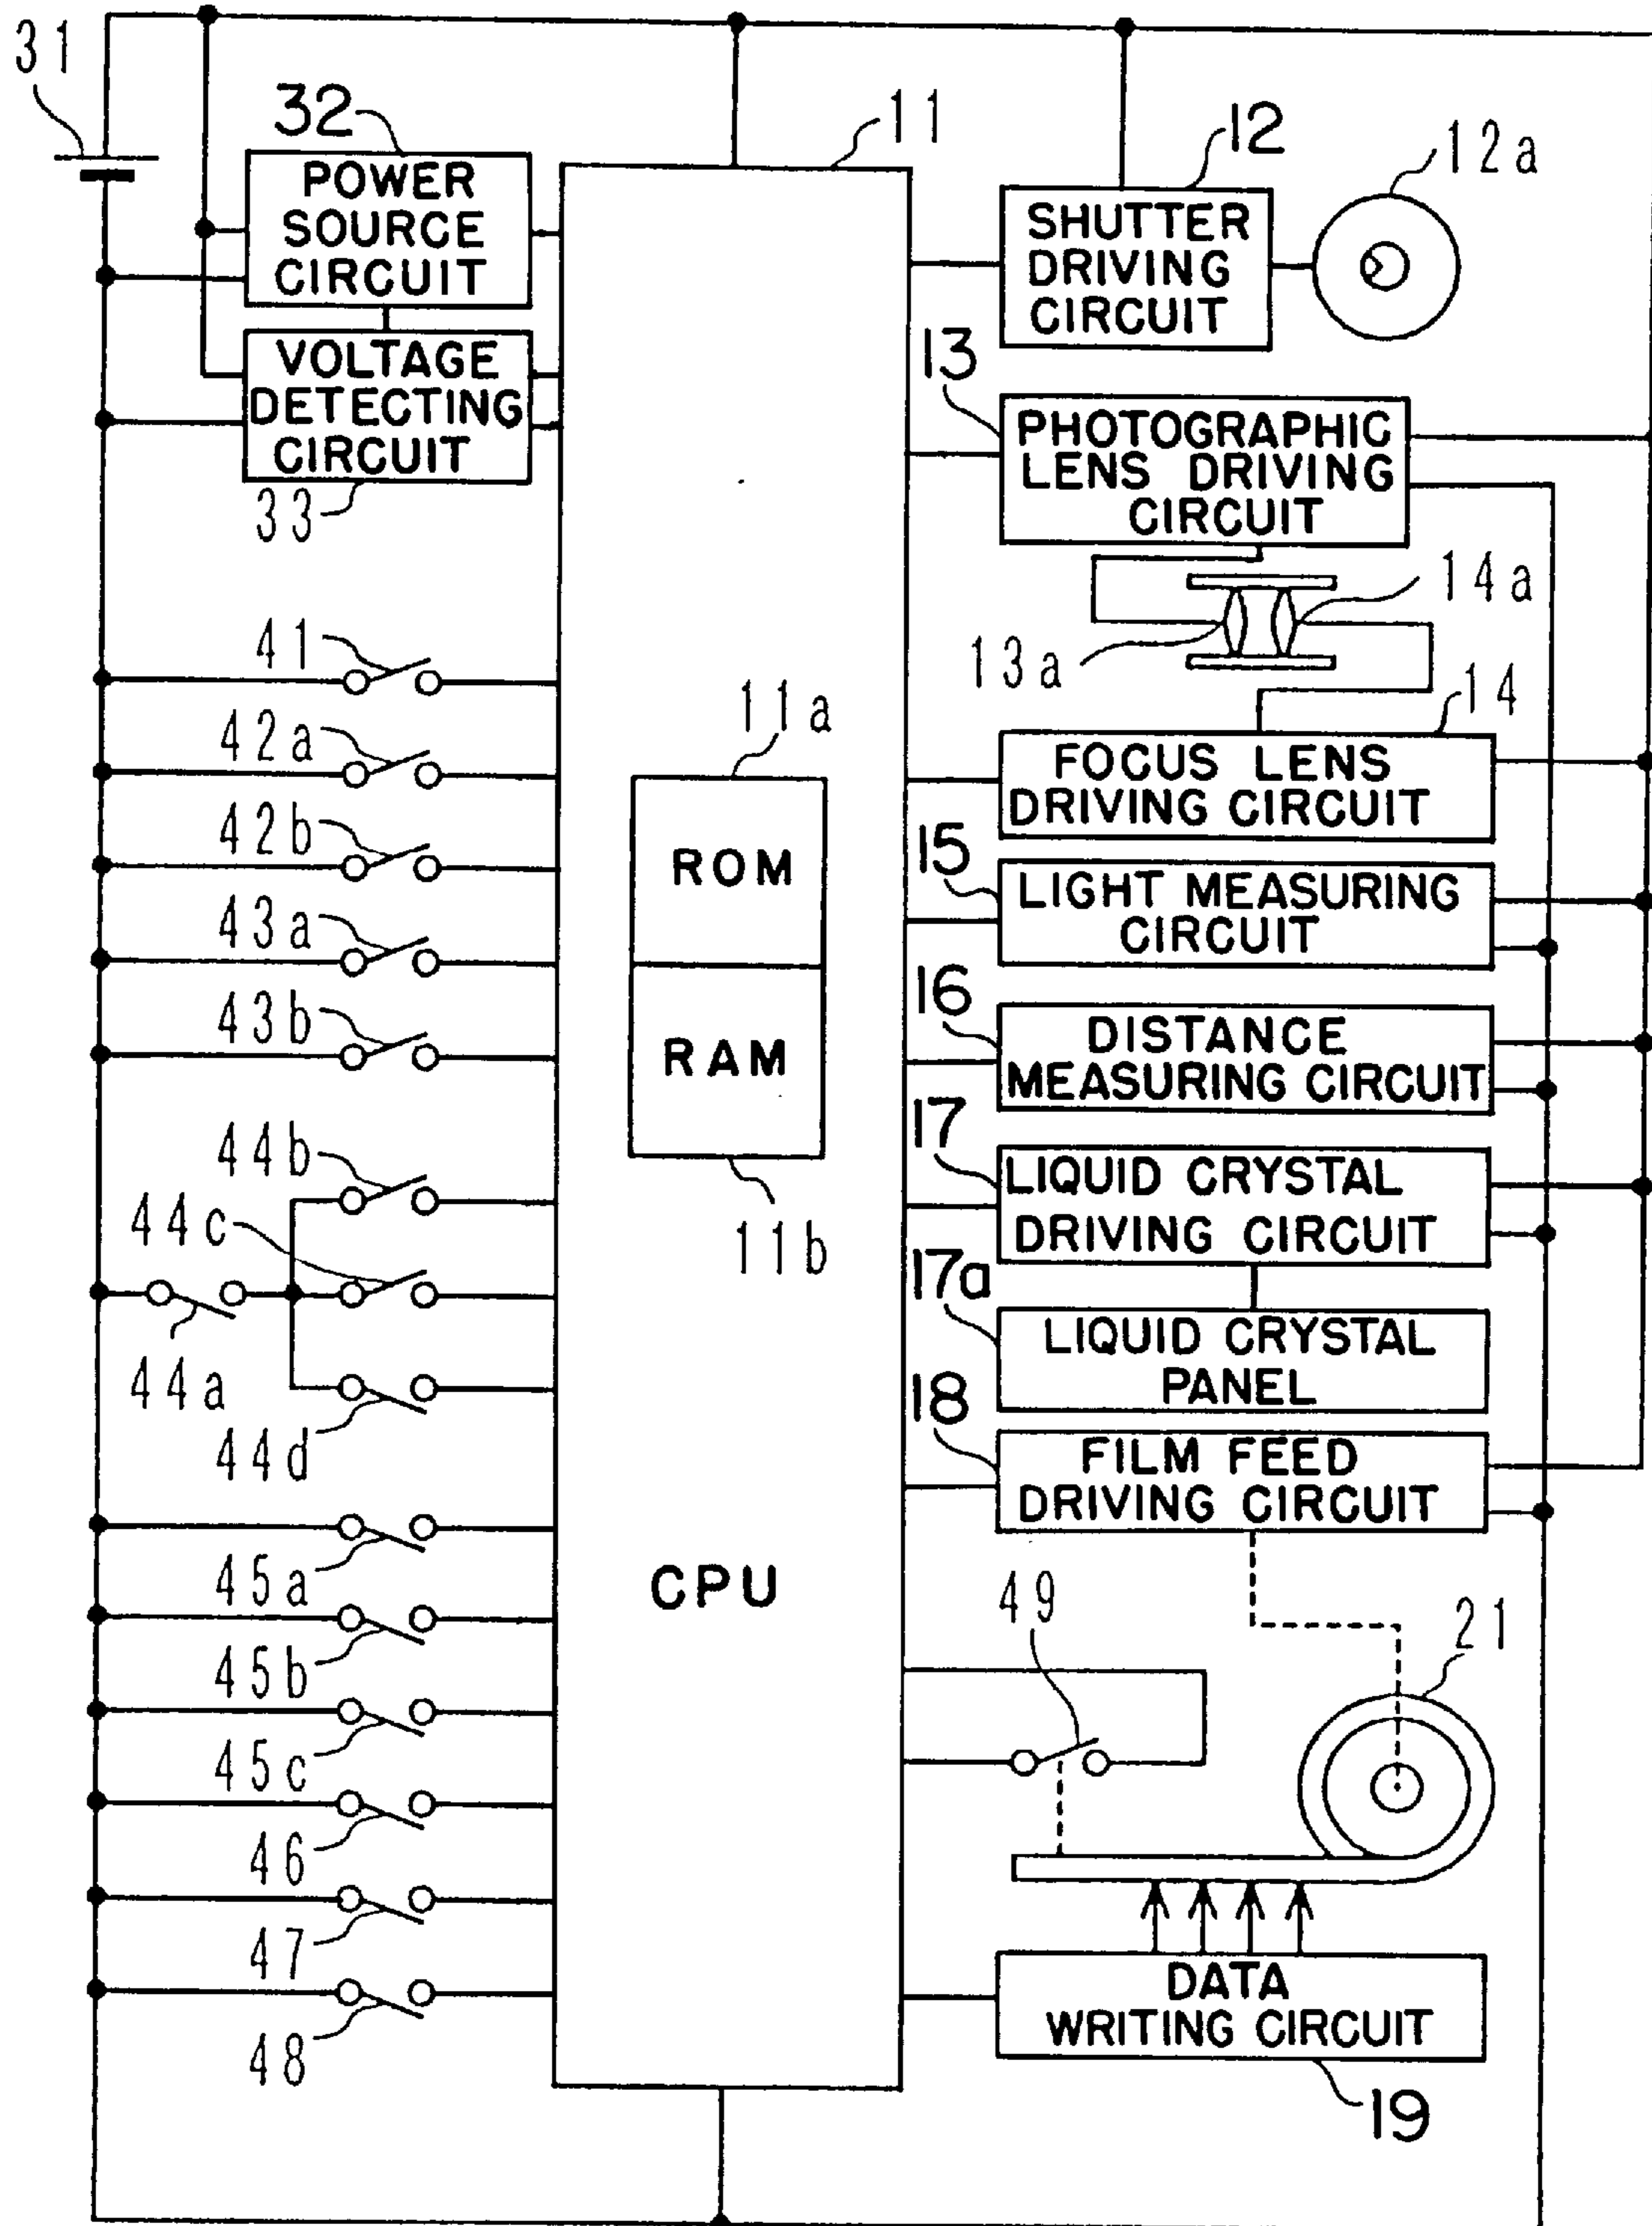 31
32
POWER
SOURCE
CIRCUIT
VOLTAGE
DETECTING
CIRCUIT
33
11
12
12a
SHUTTER
DRIVING
CIRCUIT
13
PHOTOGRAPHIC
LENS DRIVING
CIRCUIT
14a
13a
14
FOCUS LENS
DRIVING CIRCUIT
15
LIGHT MEASURING
CIRCUIT
16
DISTANCE
MEASURING CIRCUIT
17
LIQUID CRYSTAL
DRIVING CIRCUIT
17a
LIQUID CRYSTAL
PANEL
18
FILM FEED
DRIVING CIRCUIT
41
42a
42b
43a
43b
44b
44c
44a
44d
45a
45b
45c
46
47
48
11a
ROM
RAM
11b
CPU
49
21
DATA
WRITING CIRCUIT
19